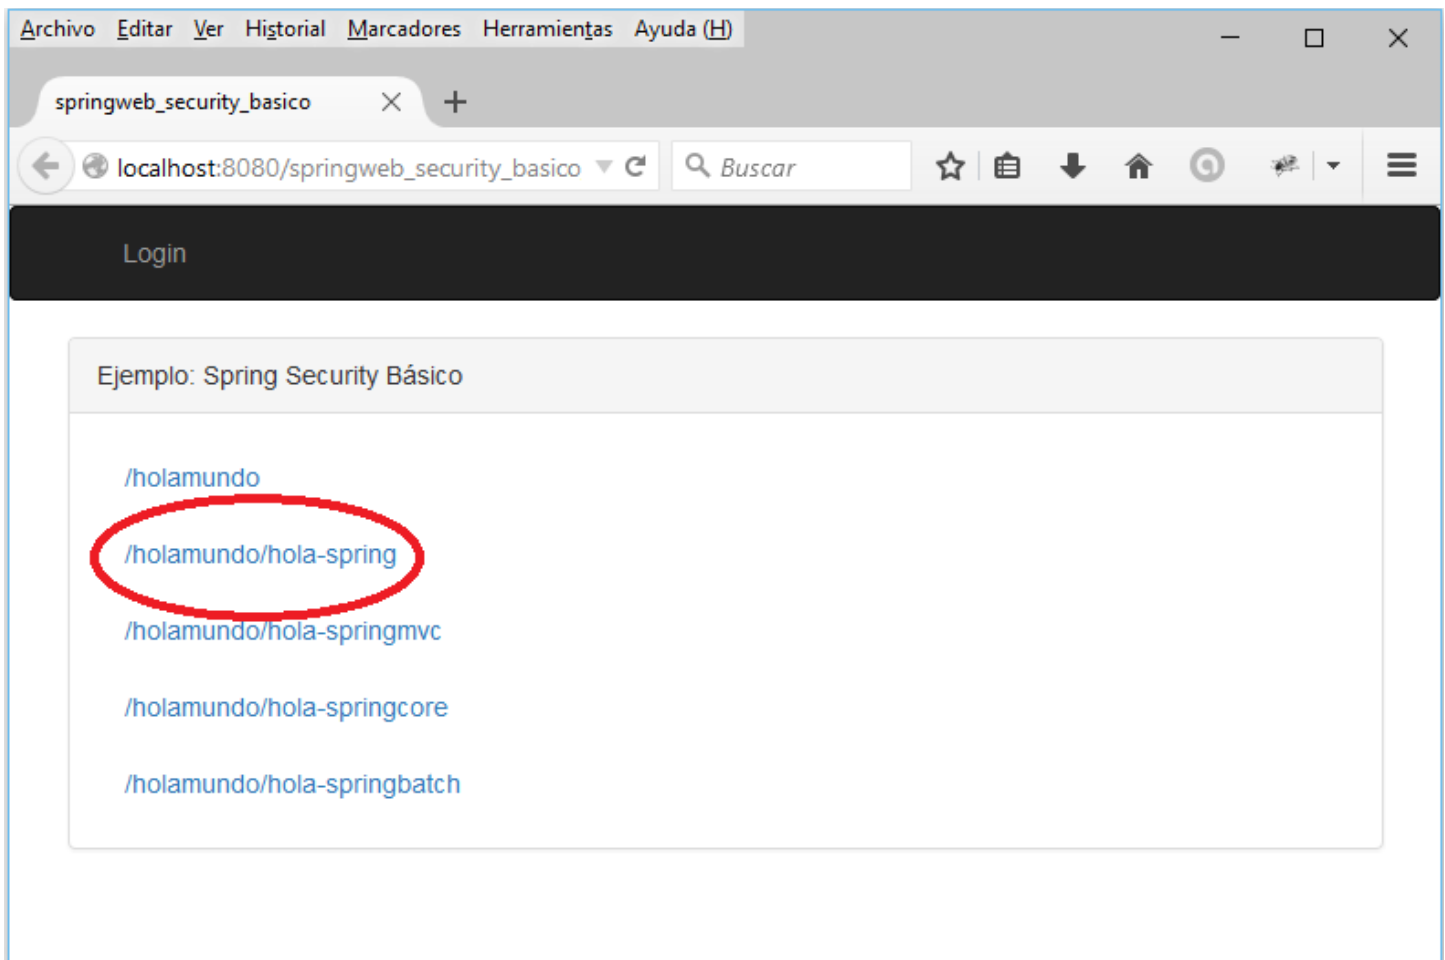 Archivo Editar Ver Historial Marcadores Herramientas Ayuda (H)
springweb_security_basico
localhost:8080/springweb_security_basico Buscar
Login
Ejemplo: Spring Security Básico
/holamundo
/holamundo/hola-spring
/holamundo/hola-springmvc
/holamundo/hola-springcore
/holamundo/hola-springbatch